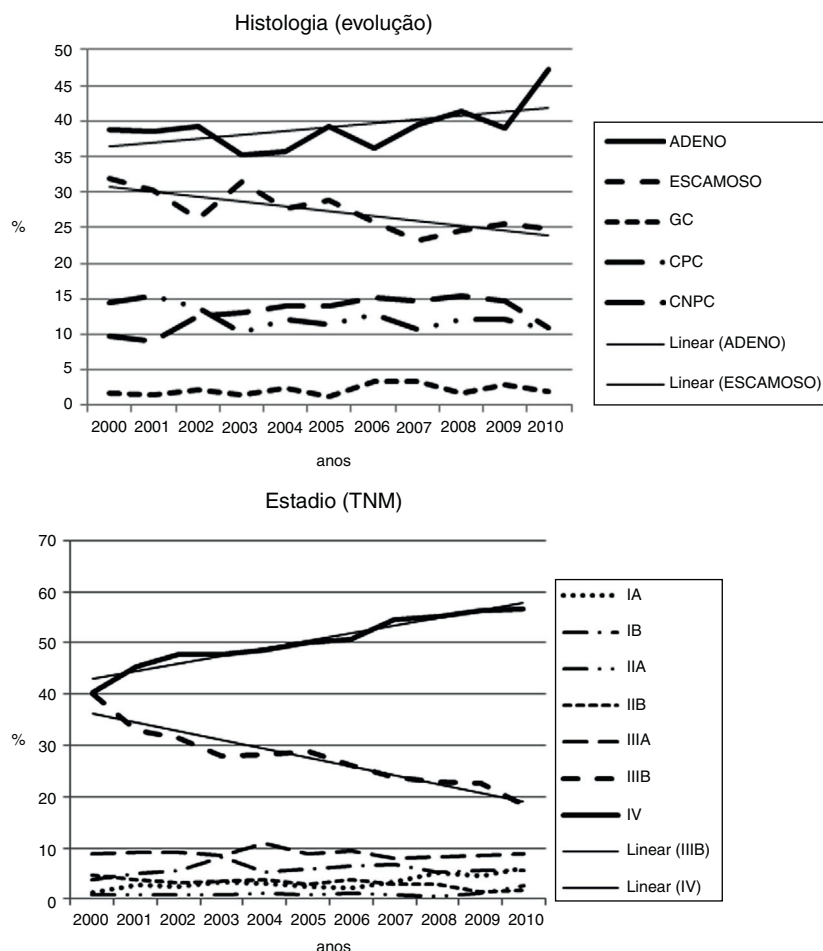 Histologia (evolução)
50
45
40
35
30
%
25
20
15
10
5
0
2000 2001 2002 2003 2004 2005 2006 2007 2008 2009 2010
anos
ADENO
ESCAMOSO
GC
CPC
CNPC
Linear (ADENO)
Linear (ESCAMOSO)
Estadio (TNM)
70
60
50
40
%
30
20
10
0
2000 2001 2002 2003 2004 2005 2006 2007 2008 2009 2010
anos
IA
IB
IIA
IIB
IIIA
IIIB
IV
Linear (IIIB)
Linear (IV)